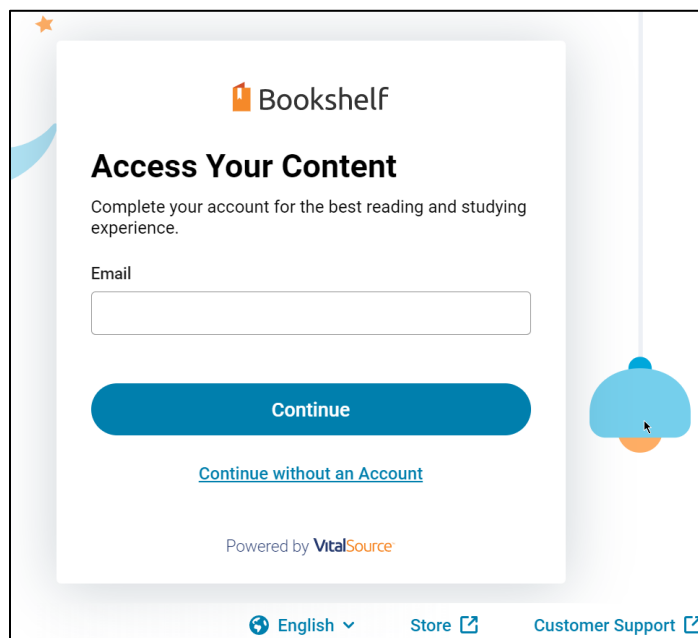 Bookshelf
Access Your Content
Complete your account for the best reading and studying
experience.
Email
Continue
Continue without an Account
Powered by VitalSource
English Store Customer Support